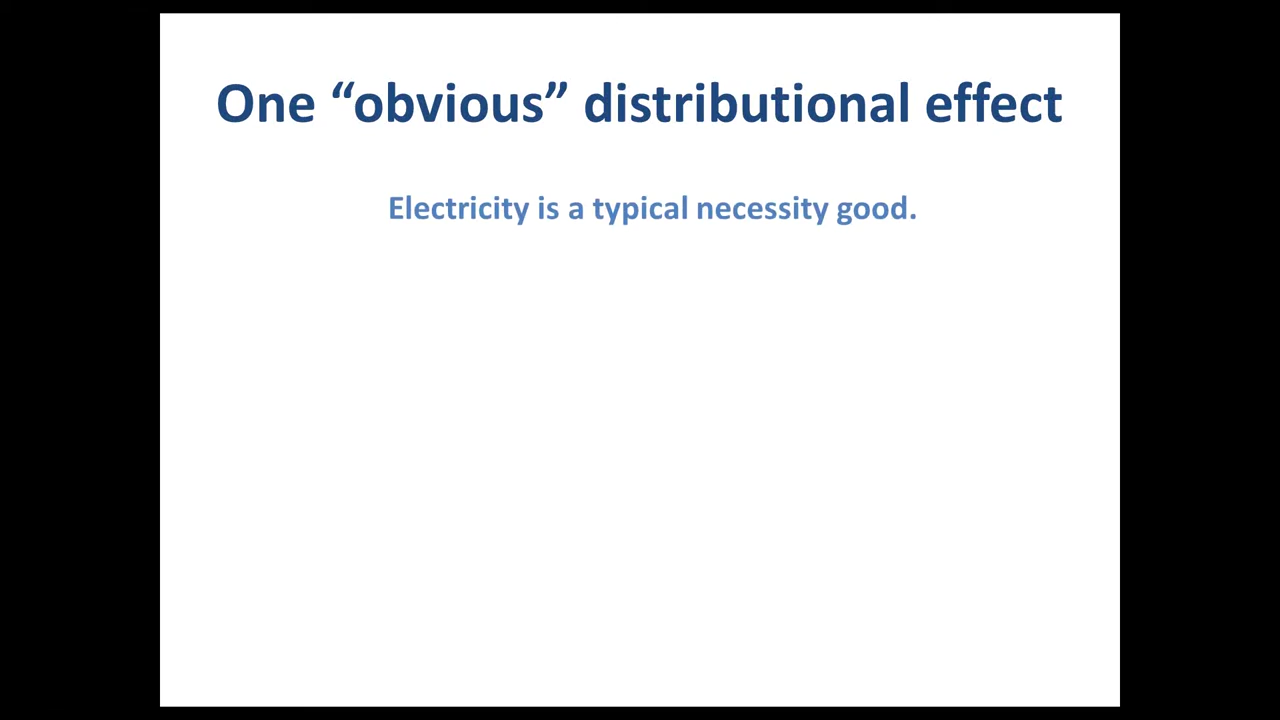 One “obvious” distributional effect
Electricity is a typical necessity good.